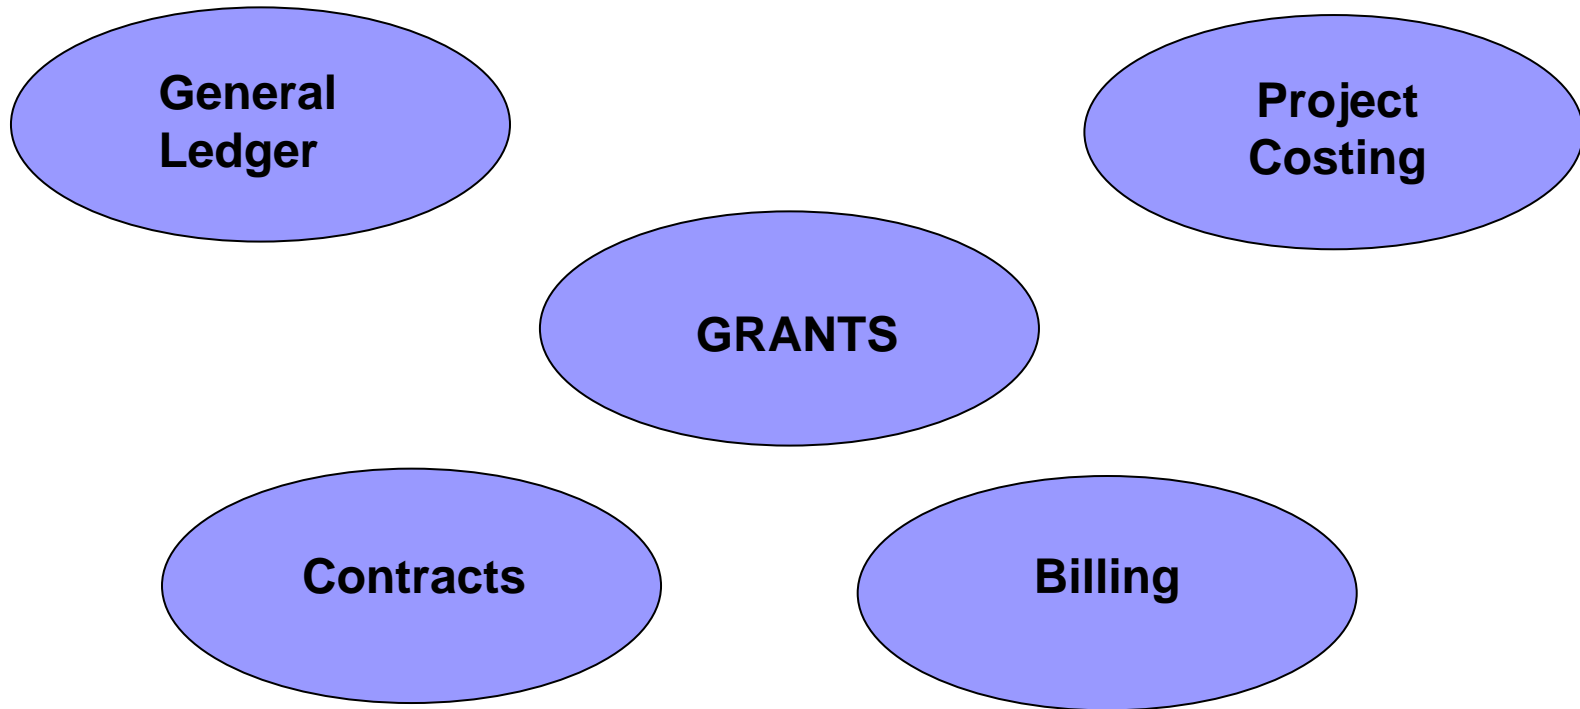 General
Ledger
Project
Costing
GRANTS
Contracts
Billing